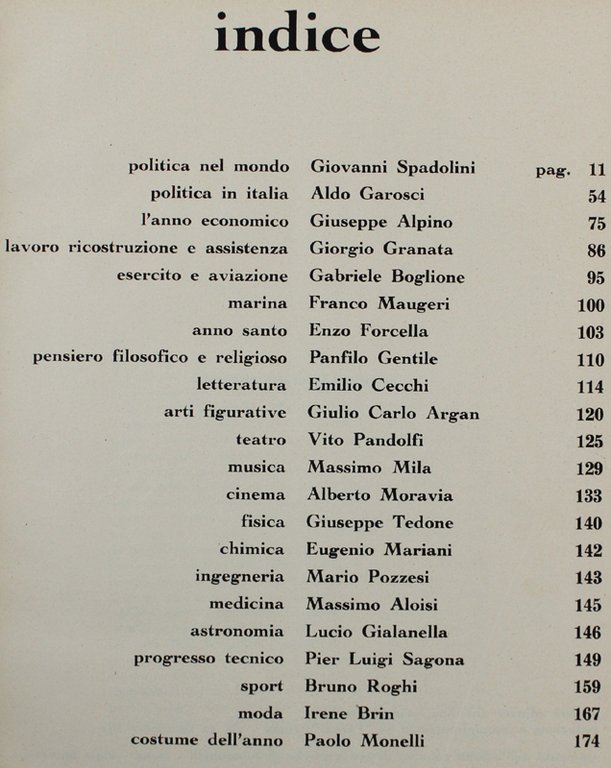 indice
politica nel mondo Giovanni Spadolini pag. 11
politica in italia Aldo Garosci 54
l'anno economico Giuseppe Alpino 75
lavoro ricostruzione e assistenza Giorgio Granata 86
esercito e aviazione Gabriele Boglione 95
marina Franco Maugeri 100
anno santo Enzo Forcella 103
pensiero filosofico e religioso Panfilo Gentile 110
letteratura Emilio Cecchi 114
arti figurative Giulio Carlo Argan 120
teatro Vito Pandolfi 125
musica Massimo Mila 129
cinema Alberto Moravia 133
fisica Giuseppe Tedone 140
chimica Eugenio Mariani 142
ingegneria Mario Pozzesi 143
medicina Massimo Aloisi 145
astronomia Lucio Gialanella 146
progresso tecnico Pier Luigi Sagona 149
sport Bruno Roghi 159
moda Irene Brin 167
costume dell'anno Paolo Monelli 174